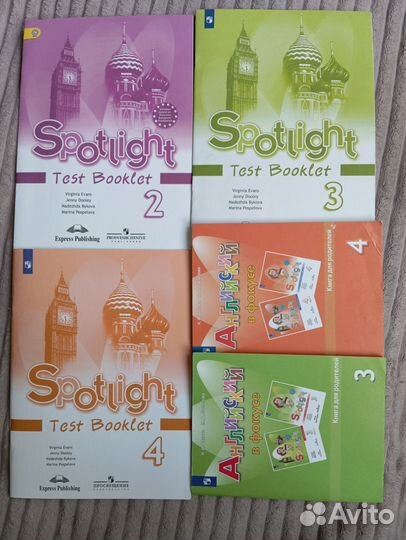 Spotlight
Test Booklet
2
Virginia Evans
Jenny Dooley
Nadezhda Bykova
Marina Pospelova
Express Publishing
PROSVESHCHENIYE
Spotlight
Test Booklet
3
Virginia Evans
Jenny Dooley
Nadezhda Bykova
Marina Pospelova
Английский
в фокусе
4
Книга для родителей
Spotlight
Test Booklet
4
Virginia Evans
Jenny Dooley
Nadezhda Bykova
Marina Pospelova
Express Publishing
ПРОСВЕЩЕНИЕ
Английский
в фокусе
3
Книга для родителей
Avito